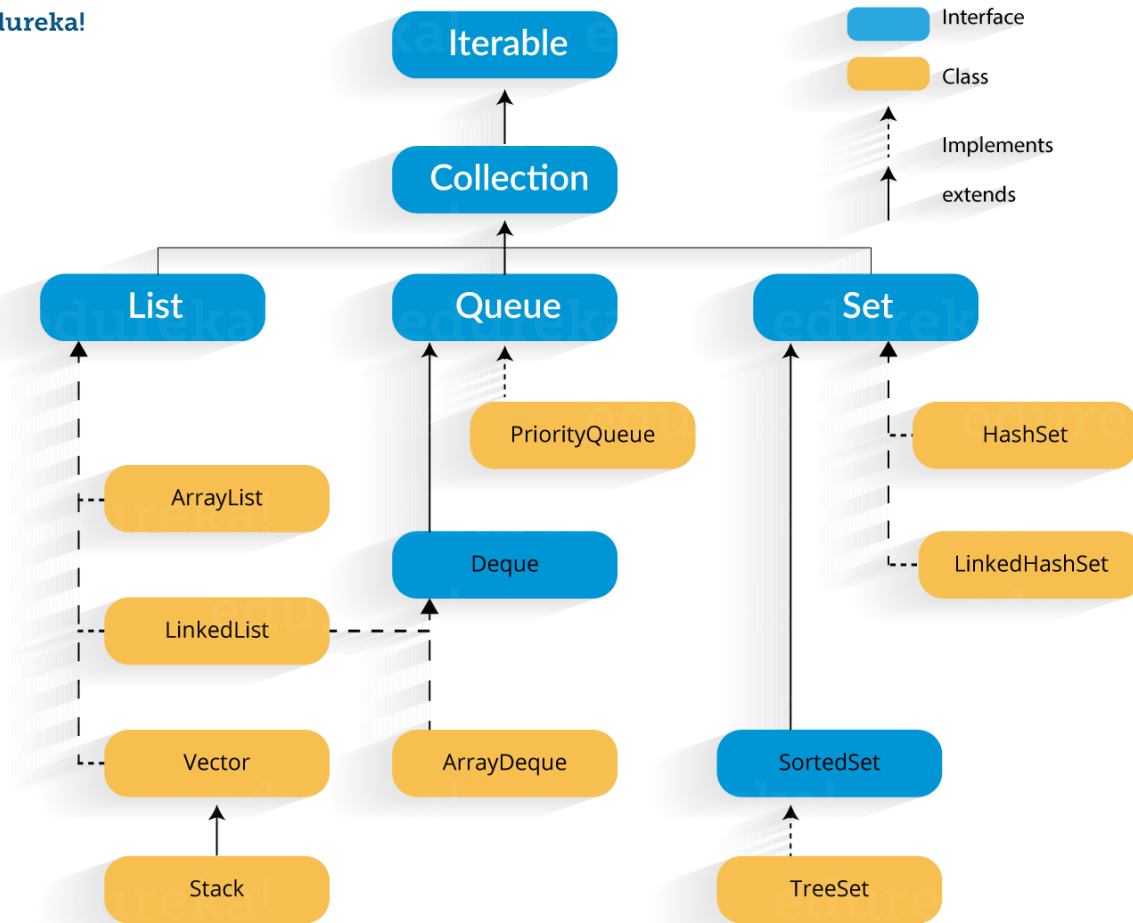 dureka!
Iterable
Interface
Class
Implements
extends
Collection
List
Queue
Set
PriorityQueue
HashSet
ArrayList
Deque
LinkedHashSet
LinkedList
Vector
ArrayDeque
SortedSet
Stack
TreeSet